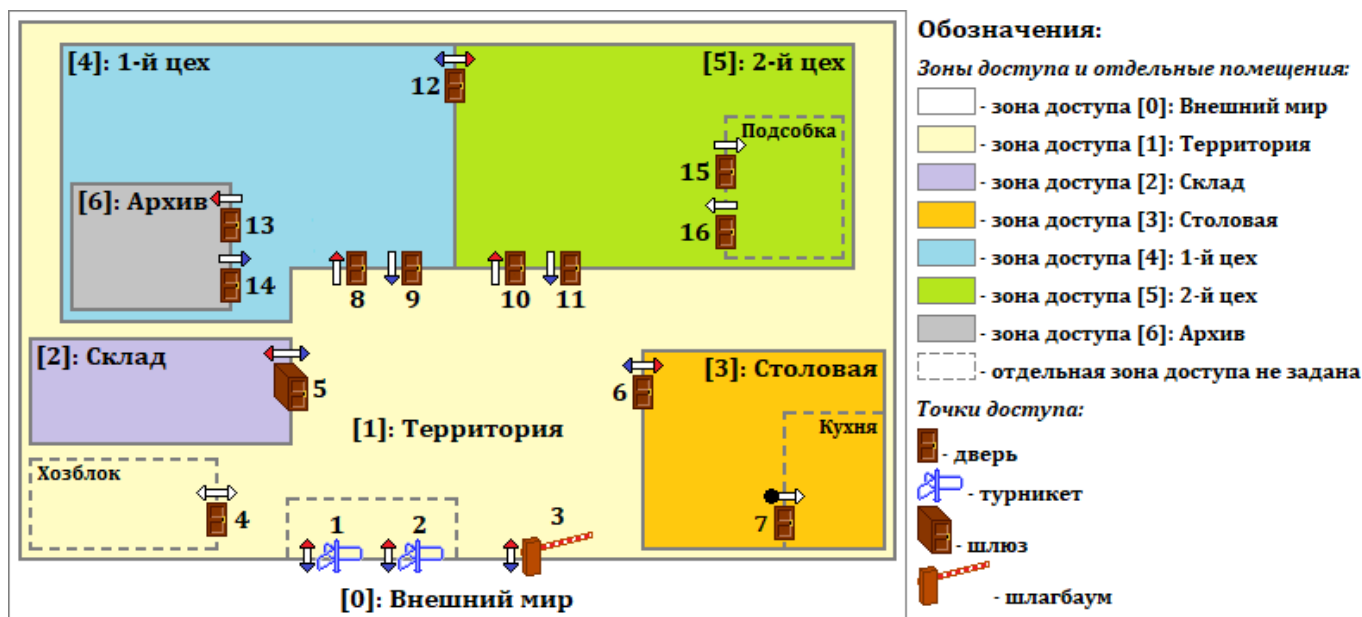 [4]: 1-й цех
12
[5]: 2-й цех
Подсобка
15
16
[6]: Архив
13
14
8
9
10
11
[2]: Склад
5
6
[3]: Столовая
[1]: Территория
Кухня
7
Хозблок
4
1
2
3
[0]: Внешний мир
Обозначения:
Зоны доступа и отдельные помещения:
- зона доступа [0]: Внешний мир
- зона доступа [1]: Территория
- зона доступа [2]: Склад
- зона доступа [3]: Столовая
- зона доступа [4]: 1-й цех
- зона доступа [5]: 2-й цех
- зона доступа [6]: Архив
- отдельная зона доступа не задана
Точки доступа:
- дверь
- турникет
- шлюз
- шлагбаум